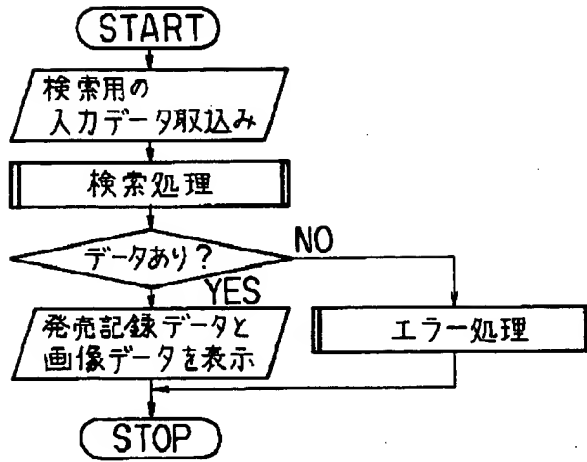 START
検索用の
入力データ取込み
検索処理
データあり?
NO
YES
発売記録データと
画像データを表示
エラー処理
STOP